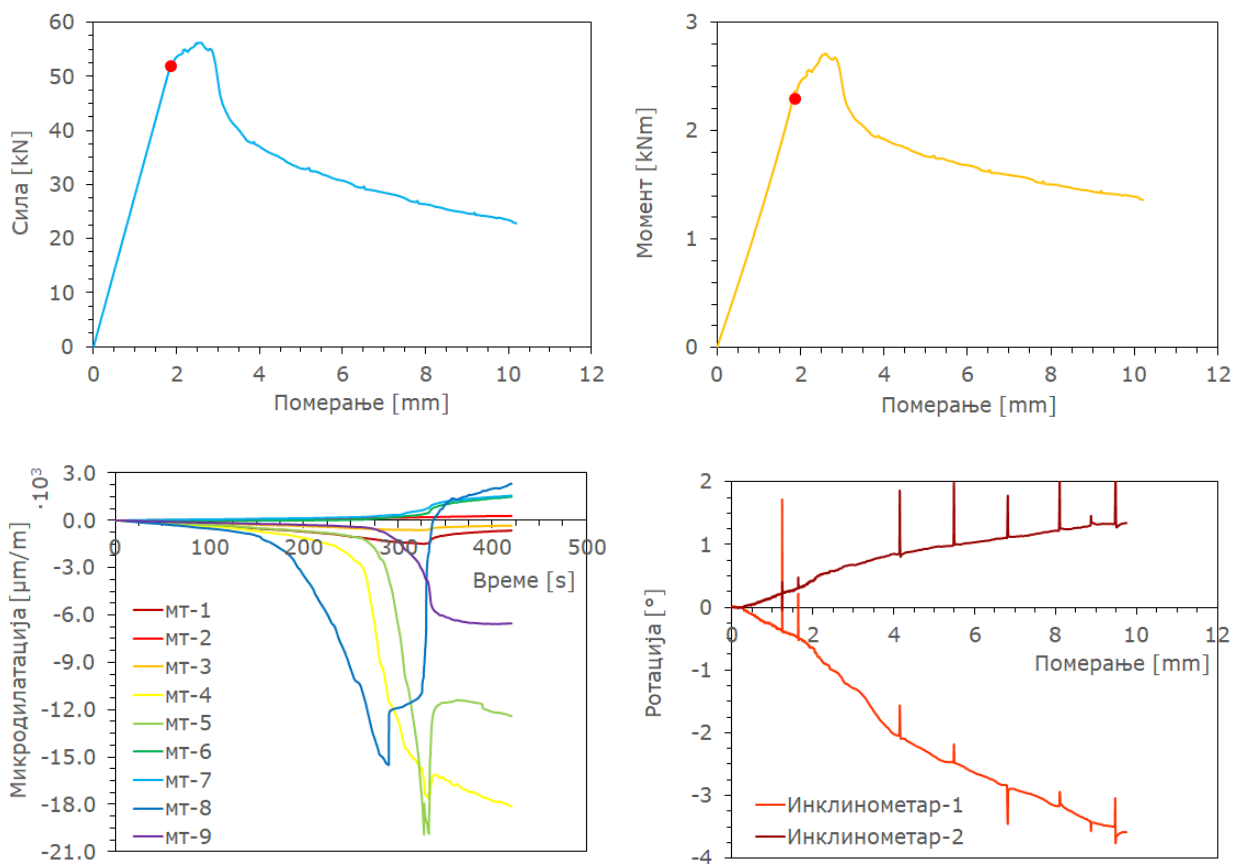 60
50
40
30
20
10
0
Сила [kN]
0 2 4 6 8 10 12
Померање [mm]
3
2
1
0
Момент [kNm]
0 2 4 6 8 10 12
Померање [mm]
·10³
3.0
0.0
-3.0
-6.0
-9.0
-12.0
-15.0
-18.0
-21.0
Микродилатација [μm/m]
0 100 200 300 400 500
Време [s]
мт-1
мт-2
мт-3
мт-4
мт-5
мт-6
мт-7
мт-8
мт-9
2
1
0
-1
-2
-3
-4
Ротација [°]
0 2 4 6 8 10 12
Померање [mm]
Инклинометар-1
Инклинометар-2